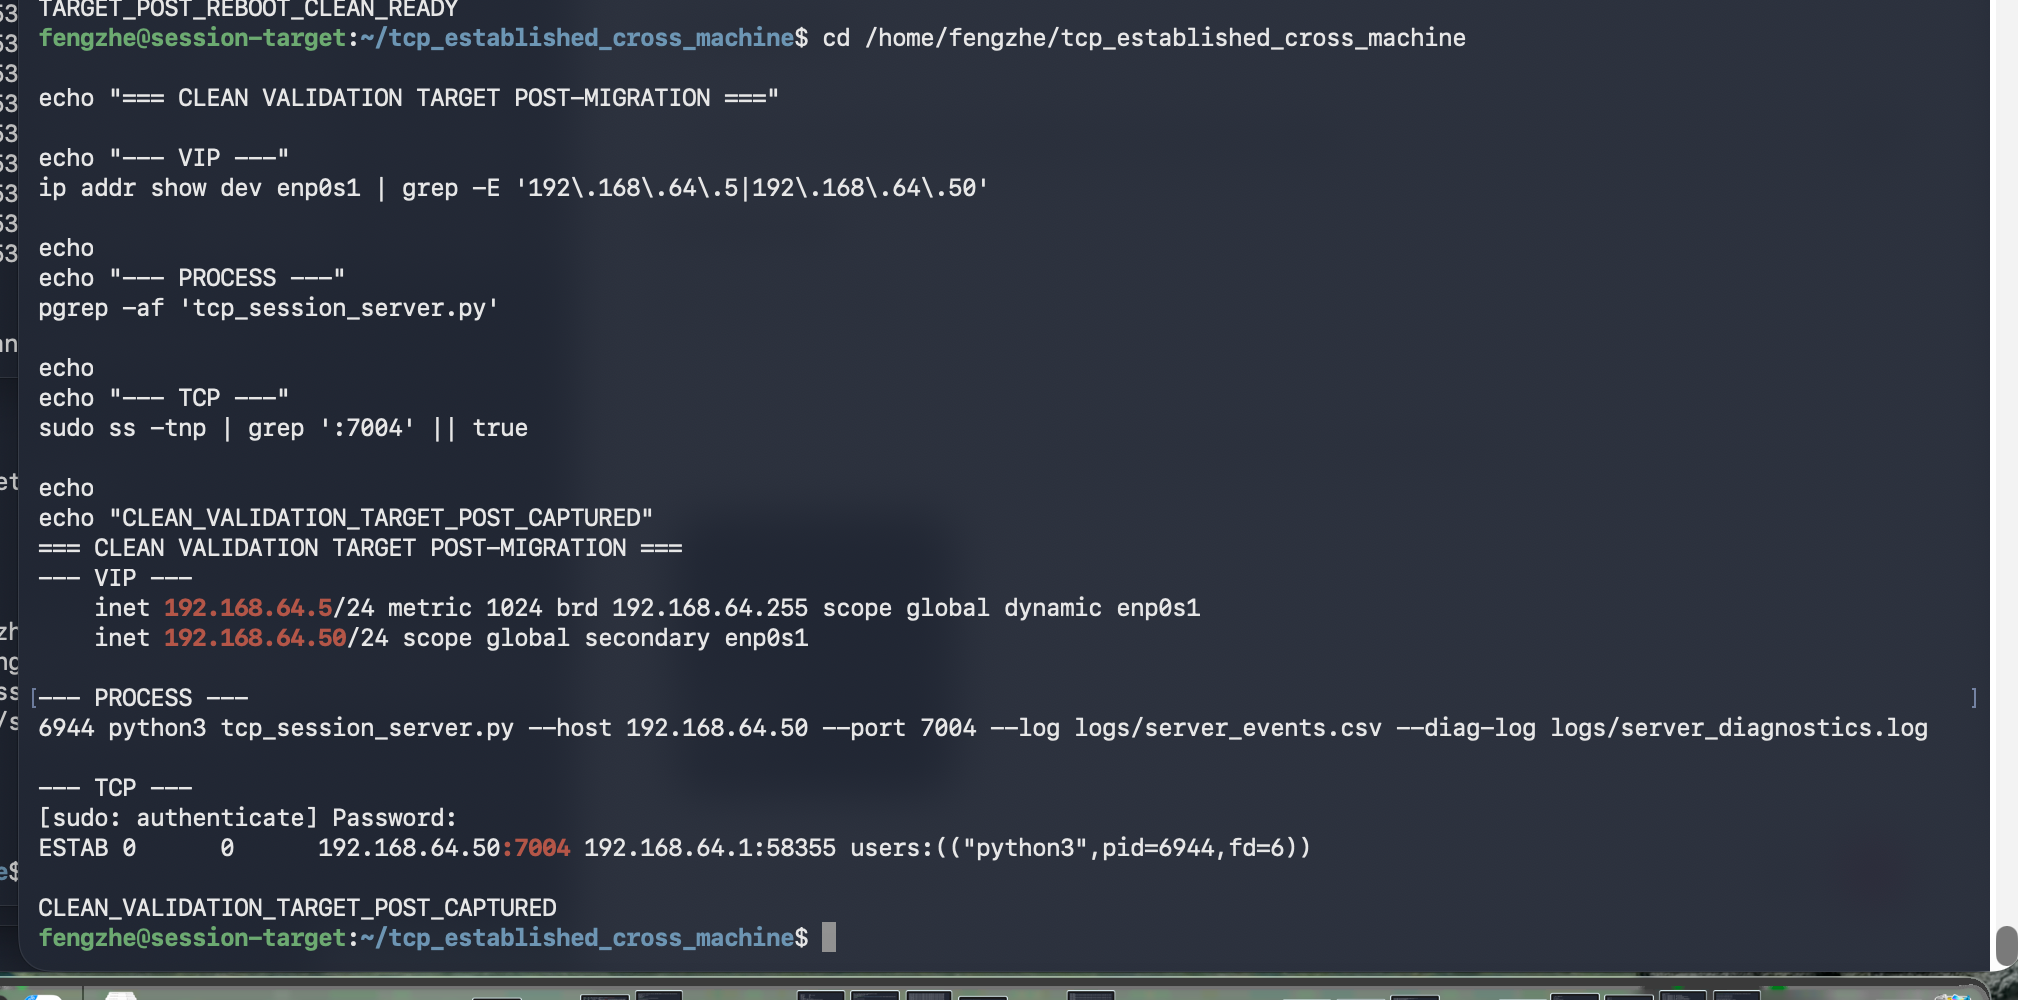 TARGET_POST_REBOOT_CLEAN_READY
fengzhe@session-target:~/tcp_established_cross_machine$ cd /home/fengzhe/tcp_established_cross_machine
echo "=== CLEAN VALIDATION TARGET POST-MIGRATION ==="
echo "--- VIP ---"
ip addr show dev enp0s1 | grep -E '192\.168\.64\.5|192\.168\.64\.50'
echo
echo "--- PROCESS ---"
pgrep -af 'tcp_session_server.py'
echo
echo "--- TCP ---"
sudo ss -tnp | grep ':7004' || true
echo
echo "CLEAN_VALIDATION_TARGET_POST_CAPTURED"
=== CLEAN VALIDATION TARGET POST-MIGRATION ===
--- VIP ---
inet 192.168.64.5/24 metric 1024 brd 192.168.64.255 scope global dynamic enp0s1
inet 192.168.64.50/24 scope global secondary enp0s1
[--- PROCESS --- ]
6944 python3 tcp_session_server.py --host 192.168.64.50 --port 7004 --log logs/server_events.csv --diag-log logs/server_diagnostics.log
--- TCP ---
[sudo: authenticate] Password:
ESTAB 0 0 192.168.64.50:7004 192.168.64.1:58355 users:(("python3",pid=6944,fd=6))
CLEAN_VALIDATION_TARGET_POST_CAPTURED
fengzhe@session-target:~/tcp_established_cross_machine$